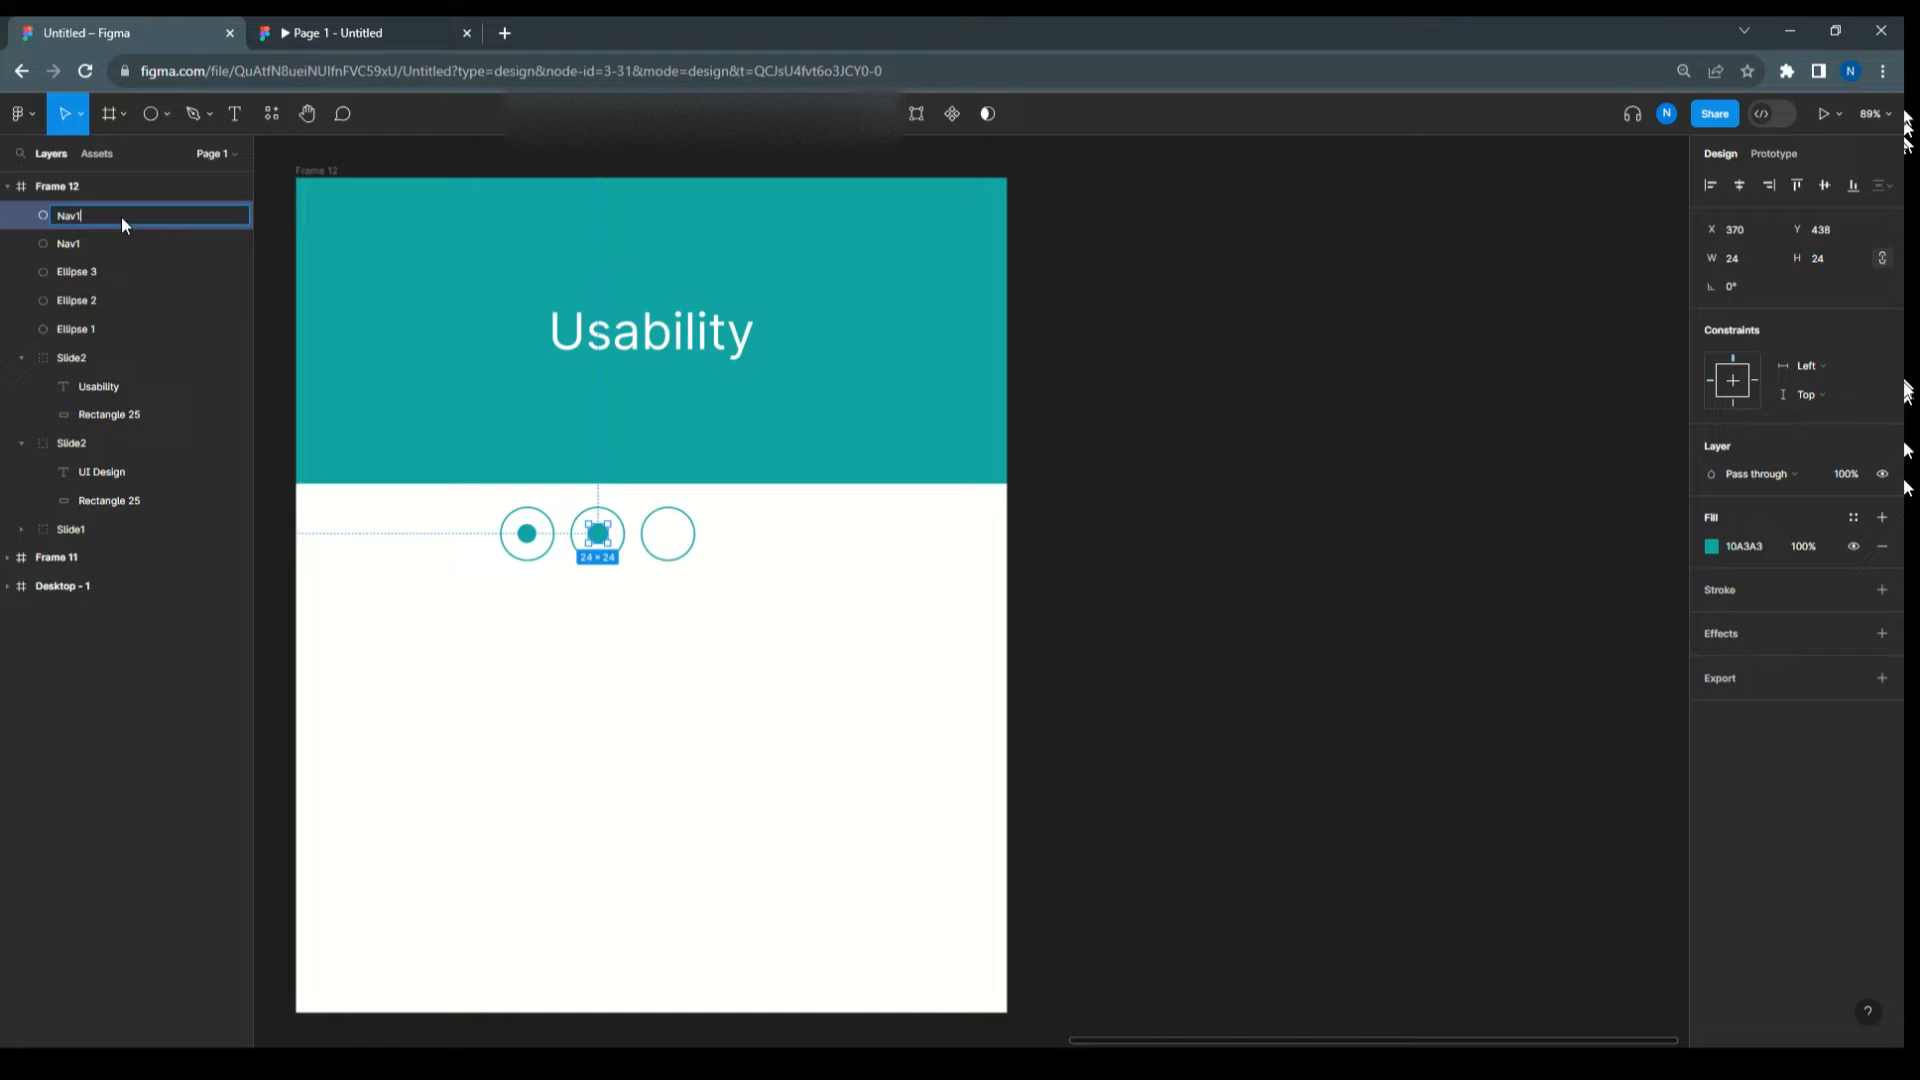 Untitled – Figma
Page 1 - Untitled
figma.com/file/QuAtfN8ueiNUIfnFVC59xU/Untitled?type=design&node-id=3-31&mode=design&t=QCJsU4fvt6o3JCY0-0
N
N
Share
89%
Layers
Assets
Page 1
Frame 12
Nav1
Nav1
Ellipse 3
Ellipse 2
Ellipse 1
Slide2
Usability
Rectangle 25
Slide2
UI Design
Rectangle 25
Slide1
Frame 11
Desktop - 1
Frame 12
Usability
24 × 24
Design
Prototype
X 370
Y 438
W 24
H 24
0°
Constraints
Left
Top
Layer
Pass through
100%
Fill
10A3A3
100%
Stroke
Effects
Export
?